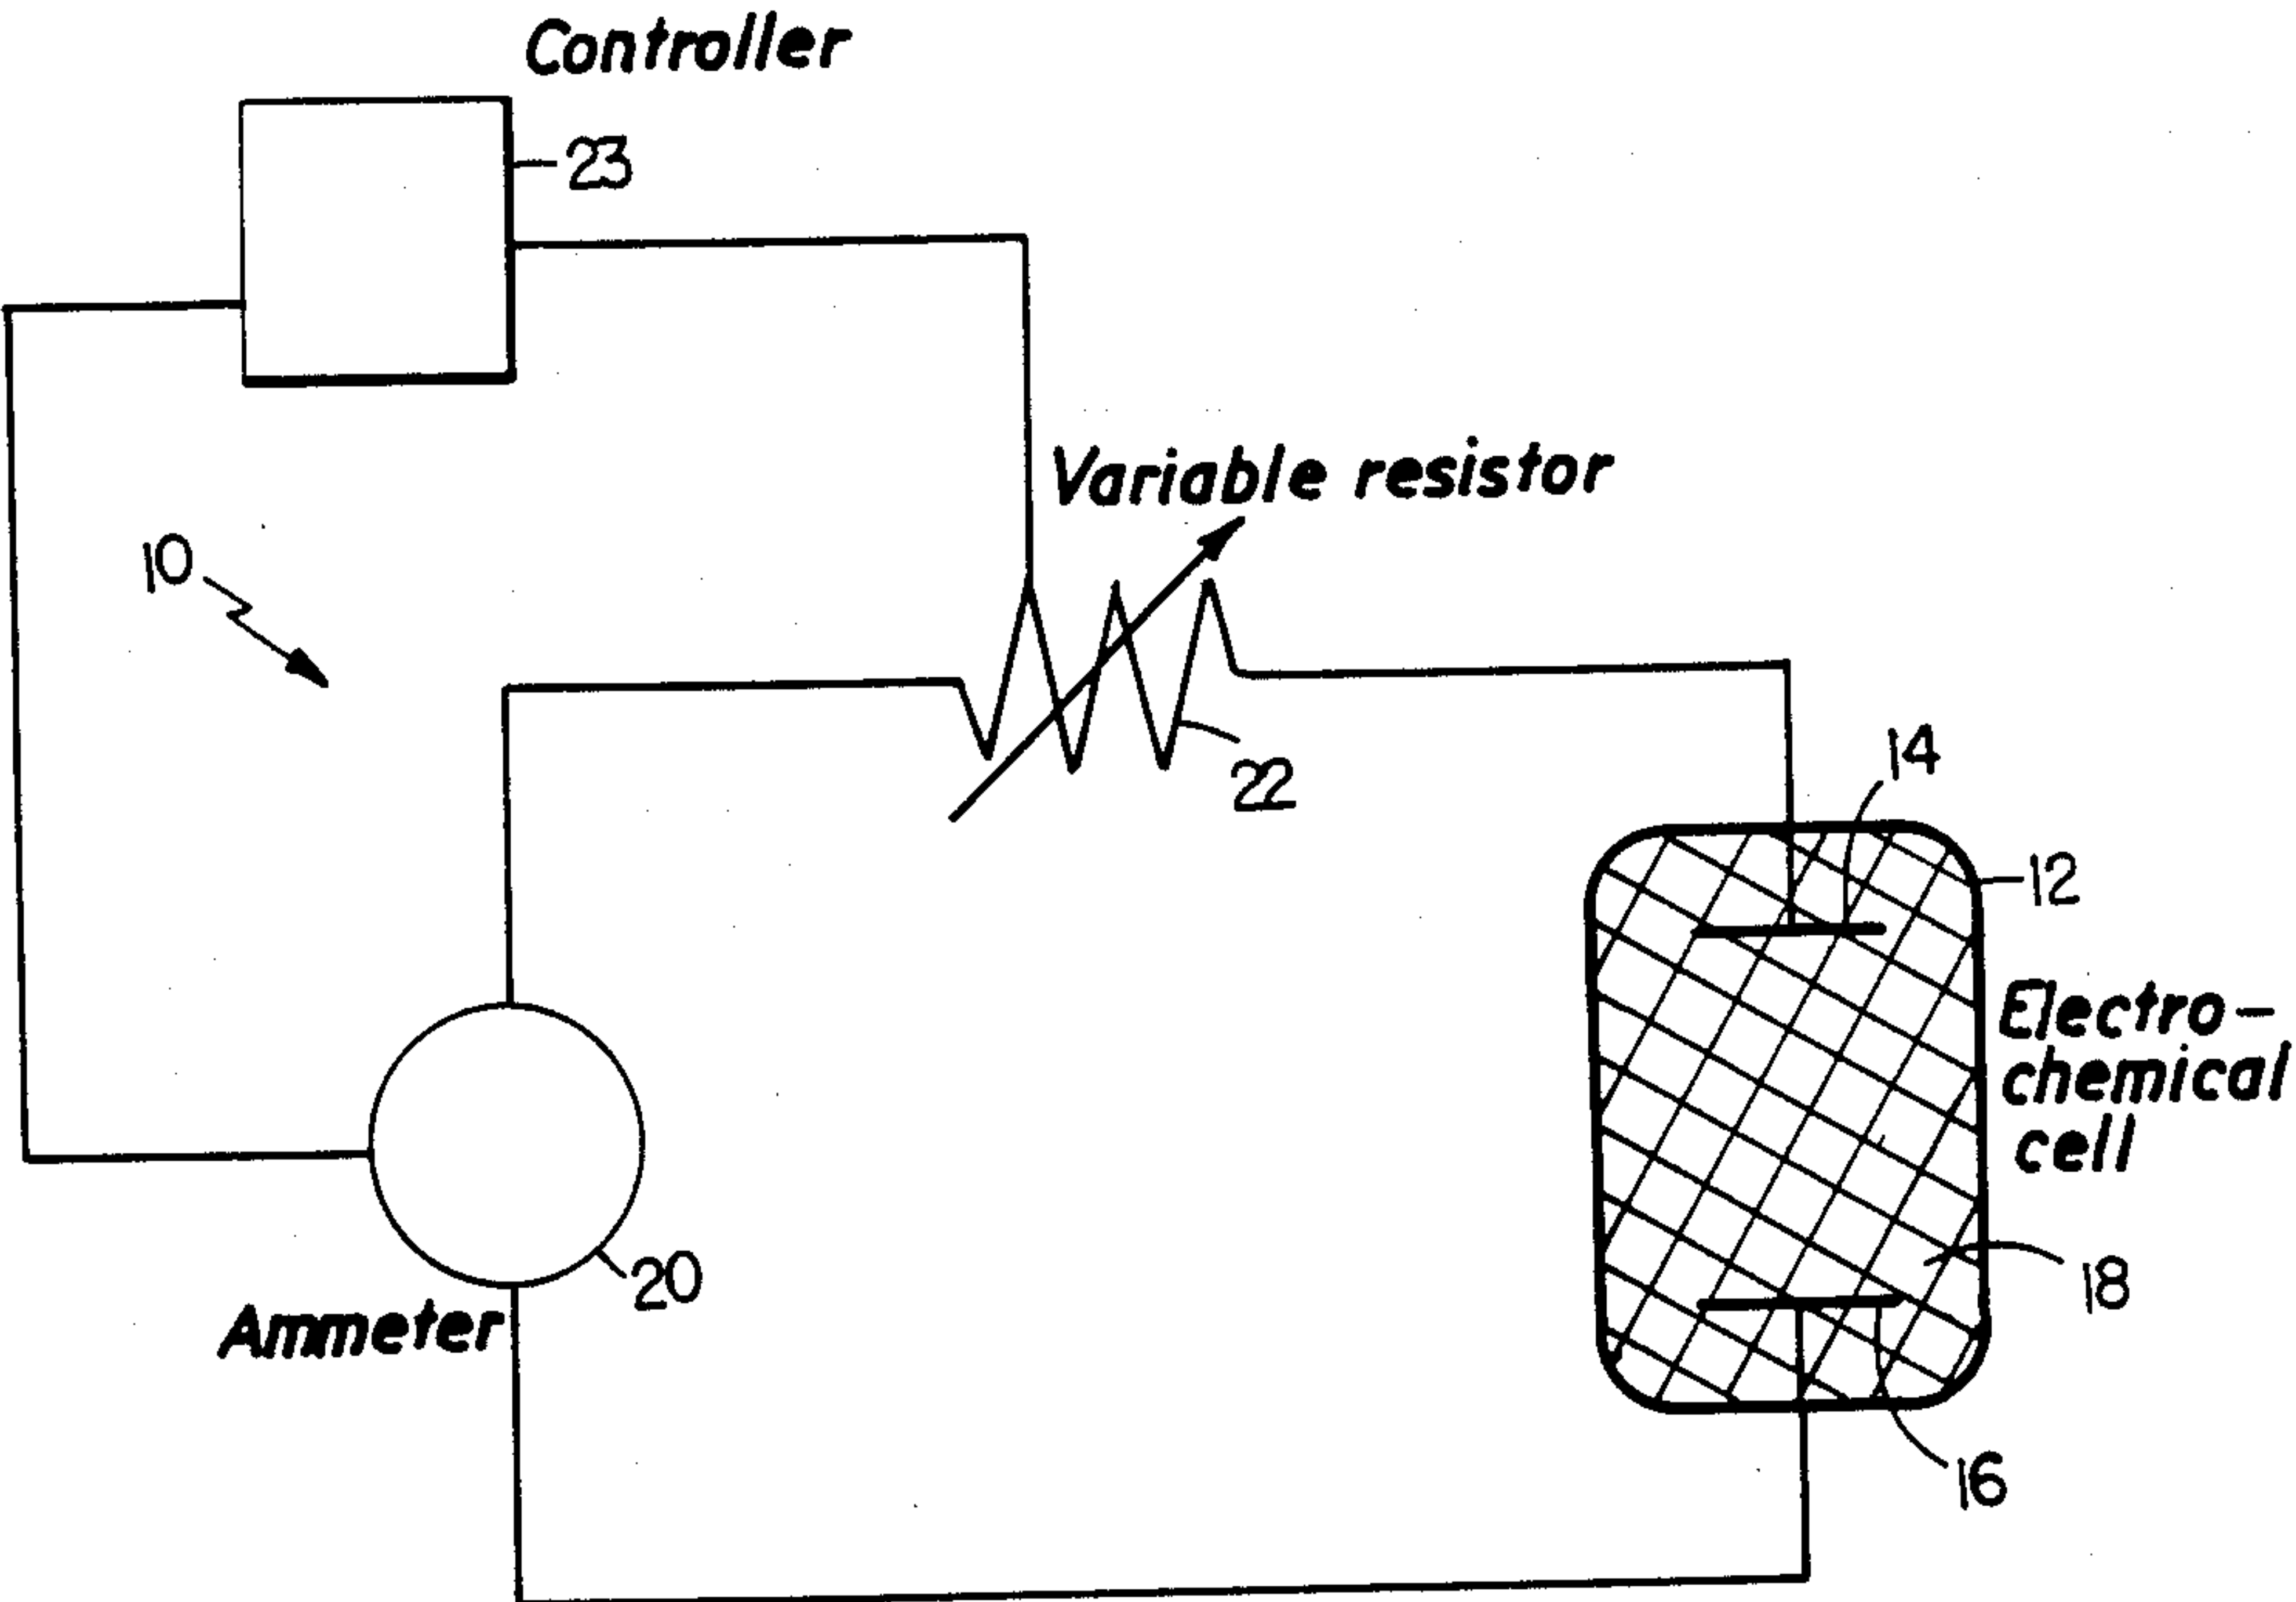 Controller
23
Variable resistor
10
22
14
12
Electro-
chemical
cell
18
20
Ammeter
16